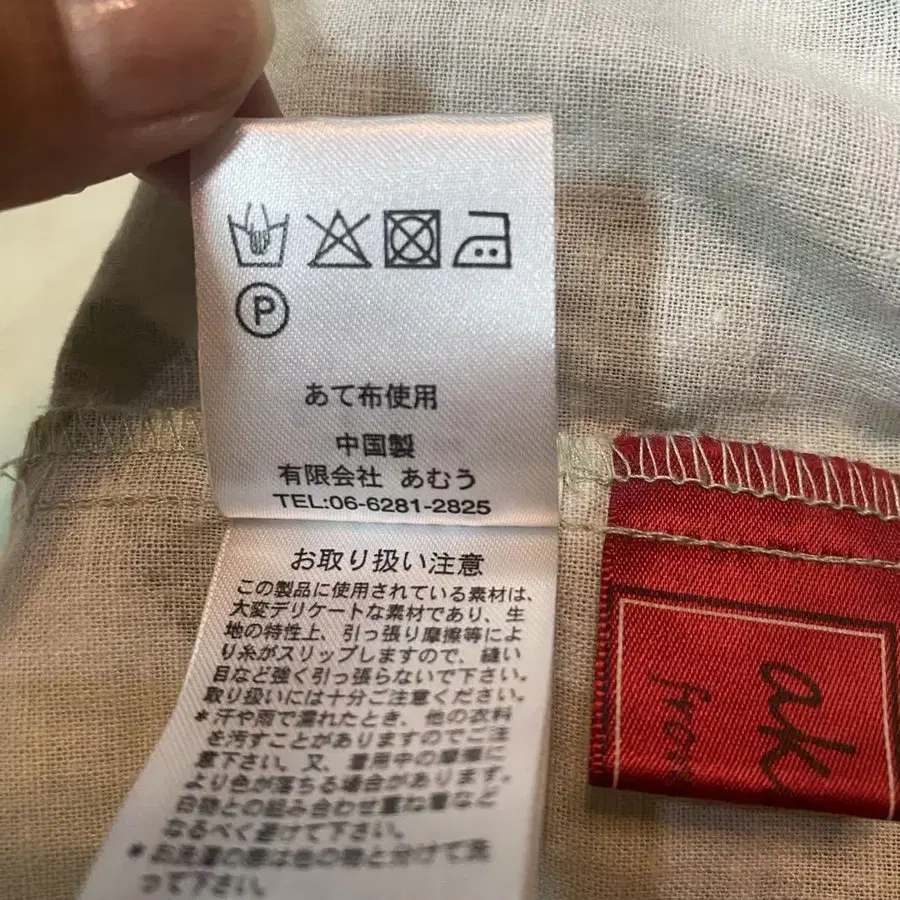 P
あて布使用
中国製
有限会社 あむう
TEL:06-6281-2825
お取り扱い注意
この製品に使用されている素材は、
大変デリケートな素材であり、生
地の特性上、引っ張り摩擦等によ
り糸がスリップしますので、縫い
目など強く引っ張らないで下さい。
取り扱いには十分ご注意ください。
*汗や雨で濡れたとき、他の衣料
を汚すことがありますのでご注
意下さい。又、着用中の摩擦に
より色が落ちる場合があります。
白物との組み合わせ重ね着など
なるべく避けて下さい。
*お洗濯の際は他の物と分けて洗
って下さい。
ak
from